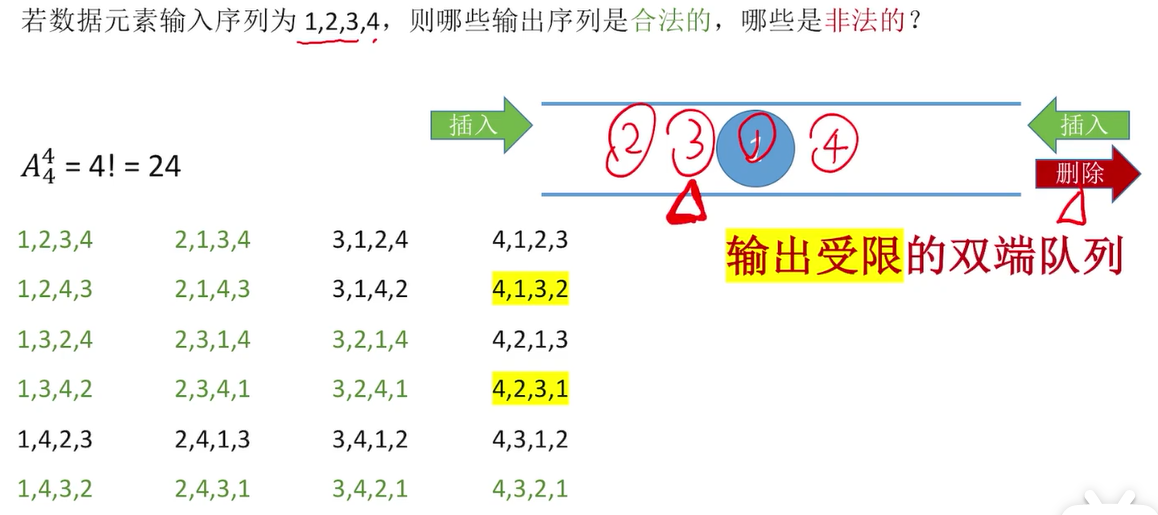 若数据元素输入序列为 1,2,3,4，则哪些输出序列是合法的，哪些是非法的？
插入
插入
删除
2 3 1 4
A₄⁴ = 4! = 24
输出受限的双端队列
1,2,3,4 2,1,3,4 3,1,2,4 4,1,2,3
1,2,4,3 2,1,4,3 3,1,4,2 4,1,3,2
1,3,2,4 2,3,1,4 3,2,1,4 4,2,1,3
1,3,4,2 2,3,4,1 3,2,4,1 4,2,3,1
1,4,2,3 2,4,1,3 3,4,1,2 4,3,1,2
1,4,3,2 2,4,3,1 3,4,2,1 4,3,2,1